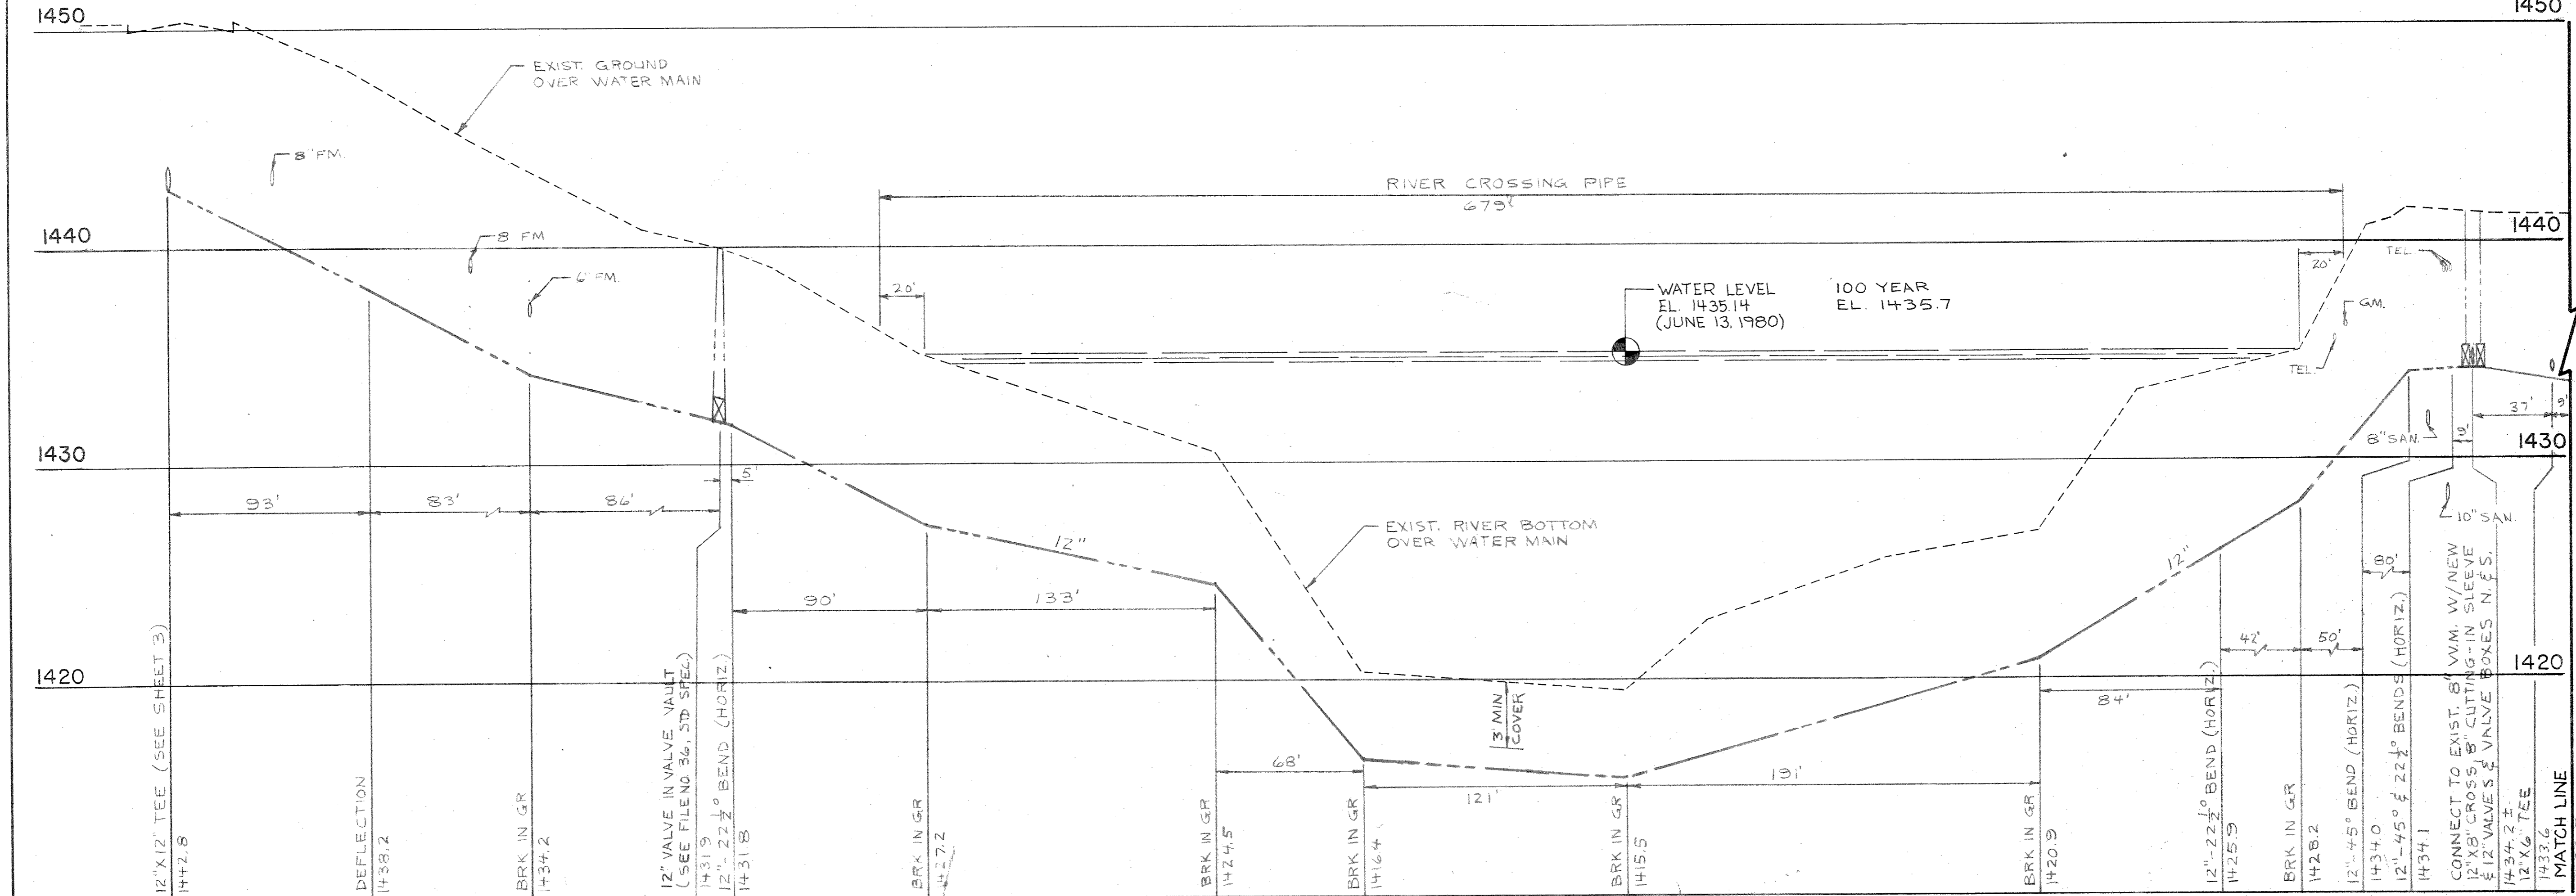 1450
1450
EXIST. GROUND
OVER WATER MAIN
8" FM.
RIVER CROSSING PIPE
679'±
1440
1440
8 FM
6" FM.
20'
20'
TEL.
WATER LEVEL
EL. 1435.14
(JUNE 13, 1980)
100 YEAR
EL. 1435.7
G.M.
TEL.
37'
9'
8" SAN.
9'
1430
1430
5'
93'
83'
86'
12"
EXIST. RIVER BOTTOM
OVER WATER MAIN
10" SAN.
12"
80'
90'
133'
42'
50'
1420
1420
3' MIN
COVER
84'
68'
121'
191'
12"X12" TEE (SEE SHEET 3)
1442.8
DEFLECTION
1438.2
BRK IN GR
1434.2
12" VALVE IN VALVE VAULT
(SEE FILE NO. 36, STD SPEC.)
1431.9
12"-22½° BEND (HORIZ.)
1431.8
BRK IN GR
1427.2
BRK IN GR
1424.5
BRK IN GR
1416.4
BRK IN GR
1415.5
BRK IN GR
1420.9
12"-22½° BEND (HORIZ.)
1425.9
BRK IN GR
1428.2
12"-45° BEND (HORIZ.)
1434.0
12"-45° & 22½° BENDS (HORIZ.)
1434.1
CONNECT TO EXIST. 8" W.M. W/NEW
12"X8" CROSS, 8" CUTTING-IN SLEEVE
& 12" VALVES & VALVE BOXES N. & S.
1434.2 ±
12"X6" TEE
1433.6
MATCH LINE